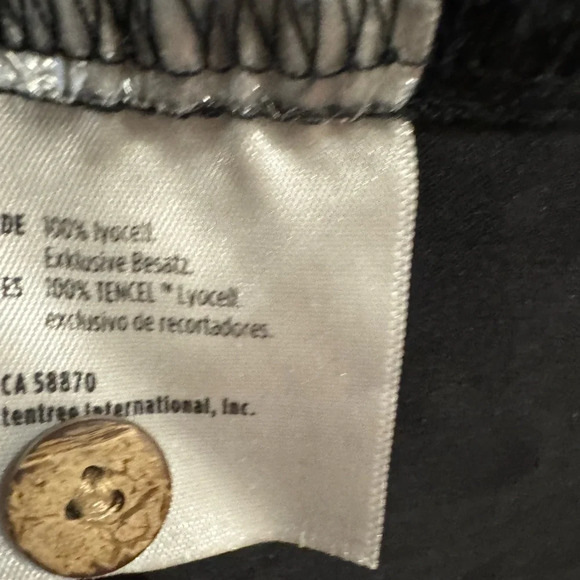 DE 100% lyocell.
Exklusive Besatz.
ES 100% TENCEL™ Lyocell
exclusivo de recortadores.
CA 58870
tentree International, Inc.